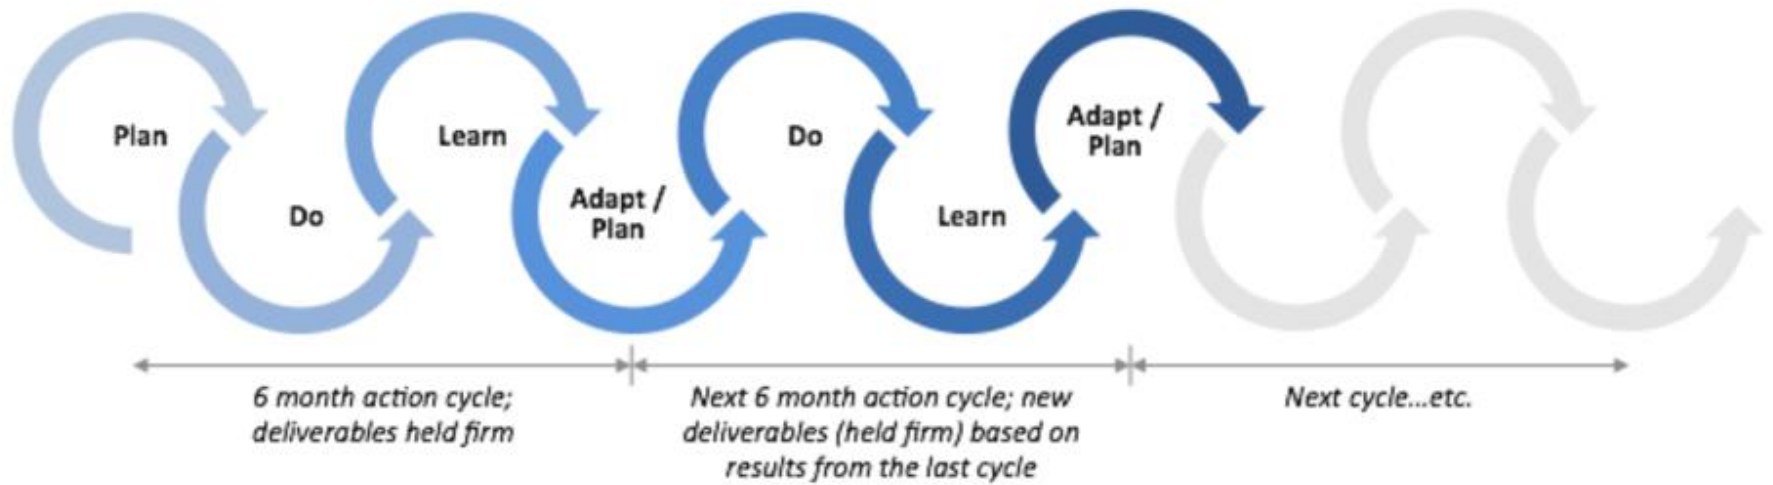 Plan
Do
Learn
Adapt /
Plan
Do
Learn
Adapt /
Plan
6 month action cycle;
deliverables held firm
Next 6 month action cycle; new
deliverables (held firm) based on
results from the last cycle
Next cycle...etc.